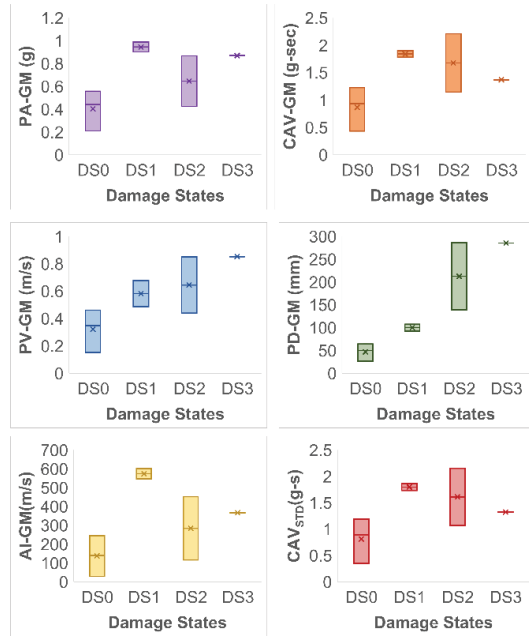 PA-GM (g)
1.2
1
0.8
0.6
0.4
0.2
0
DS0 DS1 DS2 DS3
Damage States
CAV-GM (g-sec)
2.5
2
1.5
1
0.5
0
DS0 DS1 DS2 DS3
Damage States
PV-GM (m/s)
1
0.8
0.6
0.4
0.2
0
DS0 DS1 DS2 DS3
Damage States
PD-GM (mm)
300
250
200
150
100
50
0
DS0 DS1 DS2 DS3
Damage States
AI-GM(m/s)
700
600
500
400
300
200
100
0
DS0 DS1 DS2 DS3
Damage States
CAVSTD(g-s)
2.5
2
1.5
1
0.5
0
DS0 DS1 DS2 DS3
Damage States